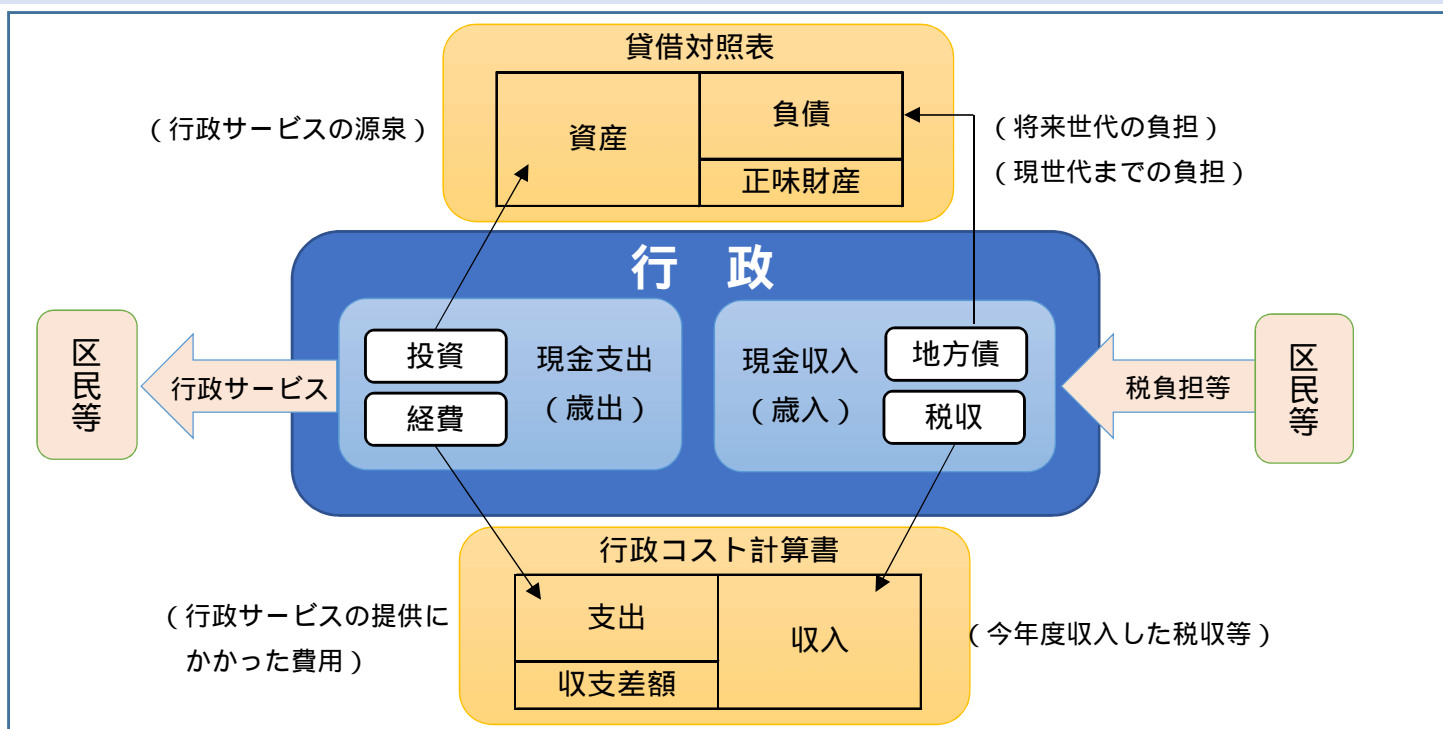 貸借対照表
(行政サービスの源泉)
資産
負債
正味財産
(将来世代の負担)
(現世代までの負担)
行 政
区民等
行政サービス
投資
経費
現金支出
(歳出)
現金収入
(歳入)
地方債
税収
税負担等
区民等
行政コスト計算書
(行政サービスの提供に
かかった費用)
支出
収支差額
収入
(今年度収入した税収等)